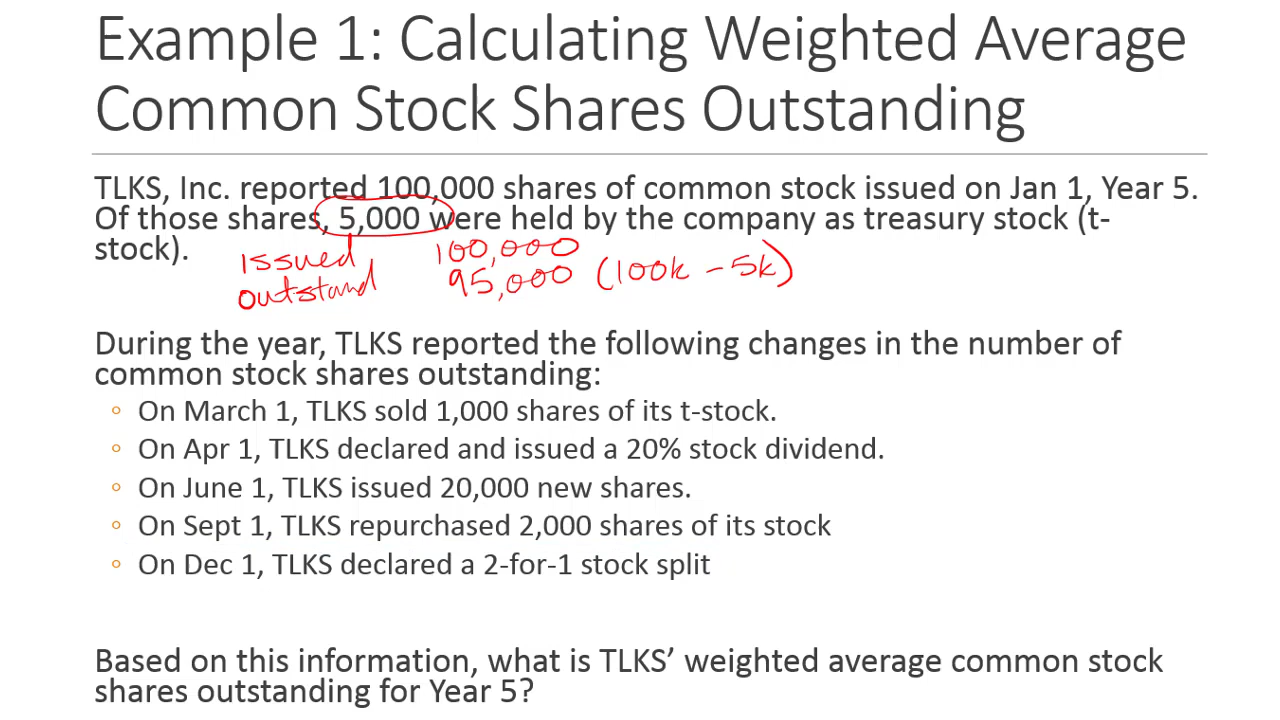 Example 1: Calculating Weighted Average
Common Stock Shares Outstanding
TLKS, Inc. reported 100,000 shares of common stock issued on Jan 1, Year 5.
Of those shares, 5,000 were held by the company as treasury stock (t-
stock).
issued 100,000
outstand 95,000 (100k - 5k)
During the year, TLKS reported the following changes in the number of
common stock shares outstanding:
◦ On March 1, TLKS sold 1,000 shares of its t-stock.
◦ On Apr 1, TLKS declared and issued a 20% stock dividend.
◦ On June 1, TLKS issued 20,000 new shares.
◦ On Sept 1, TLKS repurchased 2,000 shares of its stock
◦ On Dec 1, TLKS declared a 2-for-1 stock split
Based on this information, what is TLKS’ weighted average common stock
shares outstanding for Year 5?